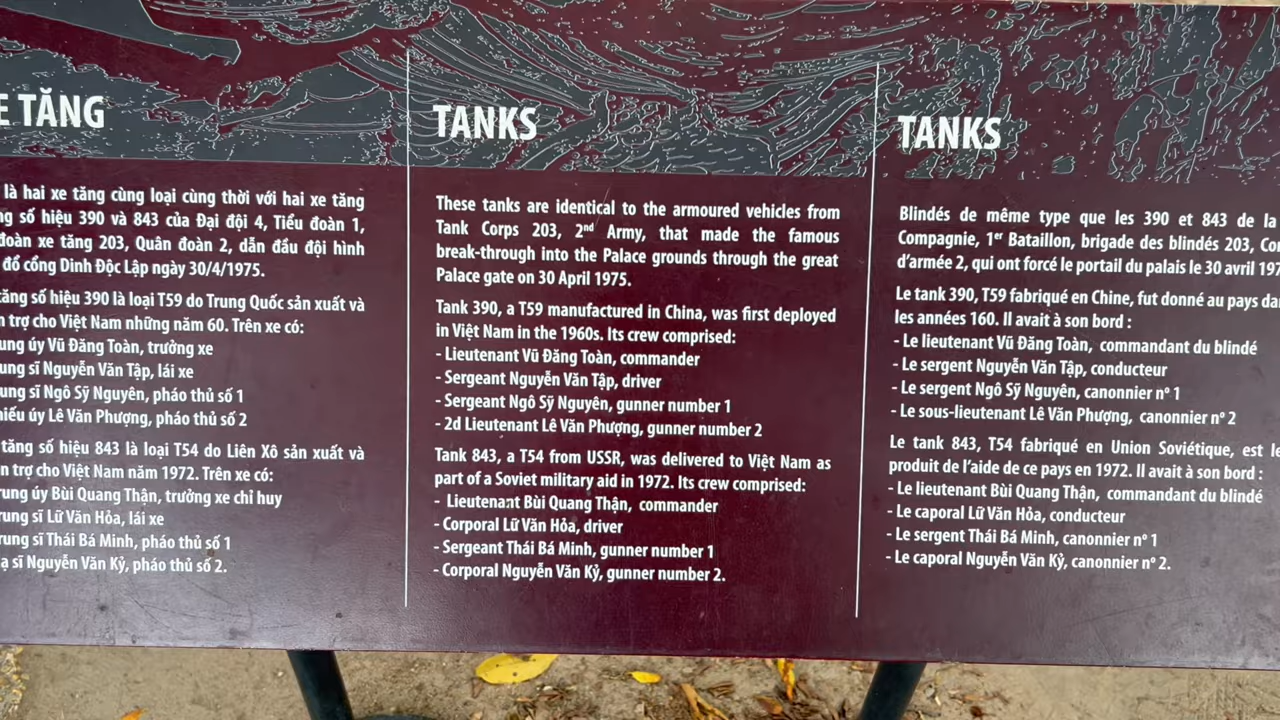 E TĂNG
là hai xe tăng cùng loại cùng thời với hai xe tăng
số hiệu 390 và 843 của Đại đội 4, Tiểu đoàn 1,
đoàn xe tăng 203, Quân đoàn 2, dẫn đầu đội hình
đổ cổng Dinh Độc Lập ngày 30/4/1975.
tăng số hiệu 390 là loại T59 do Trung Quốc sản xuất và
trợ cho Việt Nam những năm 60. Trên xe có:
úy Vũ Đăng Toàn, trưởng xe
sĩ Nguyễn Văn Tập, lái xe
sĩ Ngô Sỹ Nguyên, pháo thủ số 1
úy Lê Văn Phượng, pháo thủ số 2
tăng số hiệu 843 là loại T54 do Liên Xô sản xuất và
trợ cho Việt Nam năm 1972. Trên xe có:
úy Bùi Quang Thận, trưởng xe chỉ huy
sĩ Lữ Văn Hỏa, lái xe
sĩ Thái Bá Minh, pháo thủ số 1
sĩ Nguyễn Văn Kỷ, pháo thủ số 2.
TANKS
These tanks are identical to the armoured vehicles from
Tank Corps 203, 2nd Army, that made the famous
break-through into the Palace grounds through the great
Palace gate on 30 April 1975.
Tank 390, a T59 manufactured in China, was first deployed
in Việt Nam in the 1960s. Its crew comprised:
- Lieutenant Vũ Đăng Toàn, commander
- Sergeant Nguyễn Văn Tập, driver
- Sergeant Ngô Sỹ Nguyên, gunner number 1
- 2d Lieutenant Lê Văn Phượng, gunner number 2
Tank 843, a T54 from USSR, was delivered to Việt Nam as
part of a Soviet military aid in 1972. Its crew comprised:
- Lieutenant Bùi Quang Thận, commander
- Corporal Lữ Văn Hỏa, driver
- Sergeant Thái Bá Minh, gunner number 1
- Corporal Nguyễn Văn Kỷ, gunner number 2.
TANKS
Blindés de même type que les 390 et 843 de la
Compagnie, 1er Bataillon, brigade des blindés 203,
d'armée 2, qui ont forcé le portail du palais le 30 avril 197
Le tank 390, T59 fabriqué en Chine, fut donné au pays
les années 160. Il avait à son bord :
- Le lieutenant Vũ Đăng Toàn, commandant du blindé
- Le sergent Nguyễn Văn Tập, conducteur
- Le sergent Ngô Sỹ Nguyên, canonnier nº 1
- Le sous-lieutenant Lê Văn Phượng, canonnier nº 2
Le tank 843, T54 fabriqué en Union Soviétique, est le
produit de l'aide de ce pays en 1972. Il avait à son bord :
- Le lieutenant Bùi Quang Thận, commandant du blindé
- Le caporal Lữ Văn Hỏa, conducteur
- Le sergent Thái Bá Minh, canonnier nº 1
- Le caporal Nguyễn Văn Kỷ, canonnier nº 2.